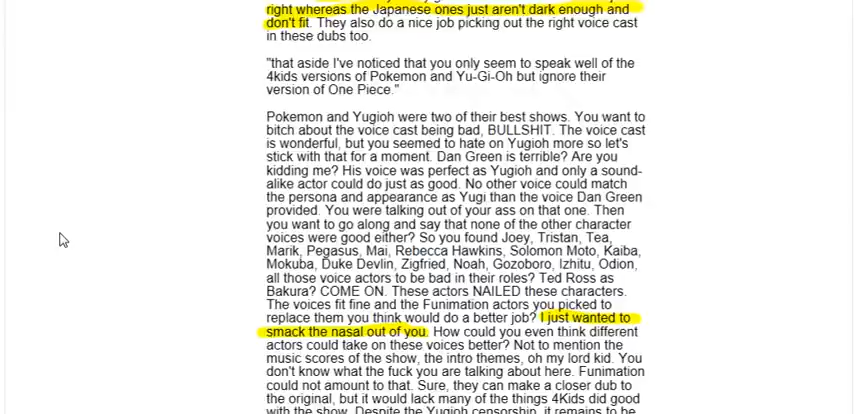 right whereas the Japanese ones just aren't dark enough and
don't fit. They also do a nice job picking out the right voice cast
in these dubs too.
"that aside I've noticed that you only seem to speak well of the
4kids versions of Pokemon and Yu-Gi-Oh but ignore their
version of One Piece."
Pokemon and Yugioh were two of their best shows. You want to
bitch about the voice cast being bad, BULLSHIT. The voice cast
is wonderful, but you seemed to hate on Yugioh more so let's
stick with that for a moment. Dan Green is terrible? Are you
kidding me? His voice was perfect as Yugioh and only a sound-
alike actor could do just as good. No other voice could match
the persona and appearance as Yugi than the voice Dan Green
provided. You were talking out of your ass on that one. Then
you want to go along and say that none of the other character
voices were good either? So you found Joey, Tristan, Tea,
Marik, Pegasus, Mai, Rebecca Hawkins, Solomon Moto, Kaiba,
Mokuba, Duke Devlin, Zigfried, Noah, Gozoboro, Izhitu, Odion,
all those voice actors to be bad in their roles? Ted Ross as
Bakura? COME ON. These actors NAILED these characters.
The voices fit fine and the Funimation actors you picked to
replace them you think would do a better job? I just wanted to
smack the nasal out of you. How could you even think different
actors could take on these voices better? Not to mention the
music scores of the show, the intro themes, oh my lord kid. You
don't know what the fuck you are talking about here. Funimation
could not amount to that. Sure, they can make a closer dub to
the original, but it would lack many of the things 4Kids did good
with the show. Despite the Yugioh censorship, it remains to be